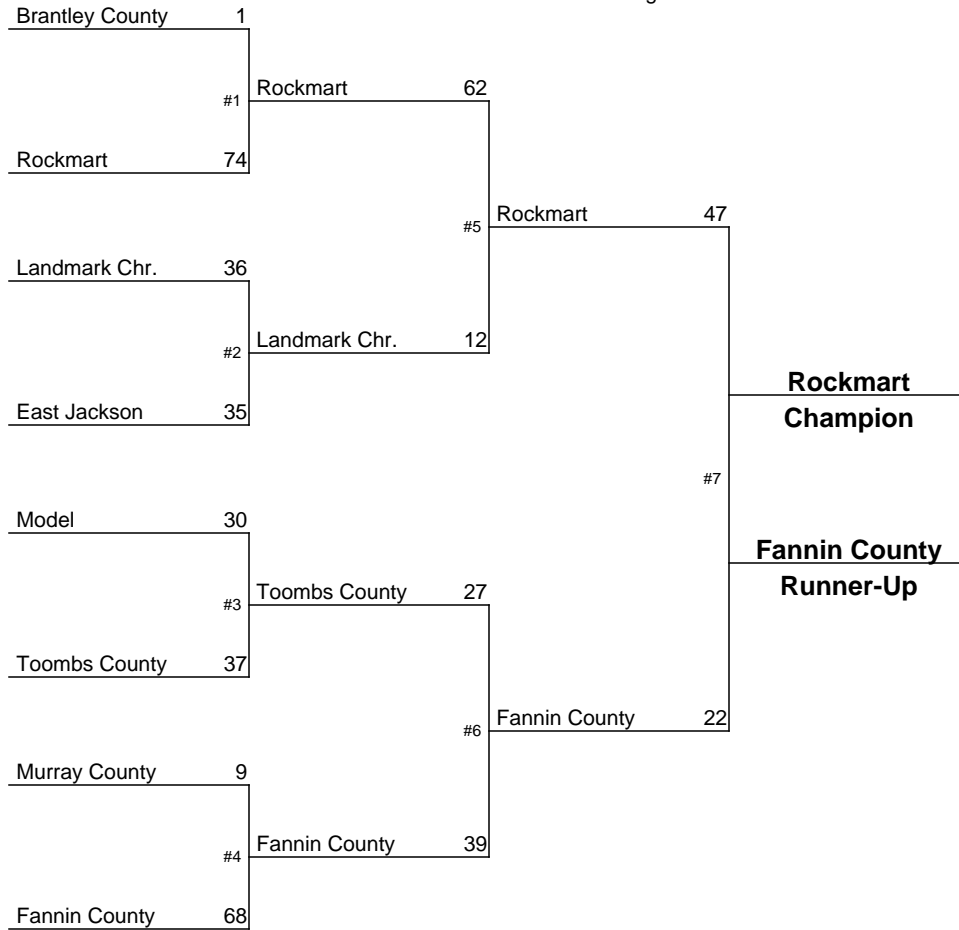 Brantley County 1
#1 Rockmart 62
Rockmart 74
#5 Rockmart 47
Landmark Chr. 36
#2 Landmark Chr. 12
East Jackson 35
Rockmart
Champion
#7
Model 30
#3 Toombs County 27
Toombs County 37
Fannin County
Runner-Up
#6 Fannin County 22
Murray County 9
#4 Fannin County 39
Fannin County 68